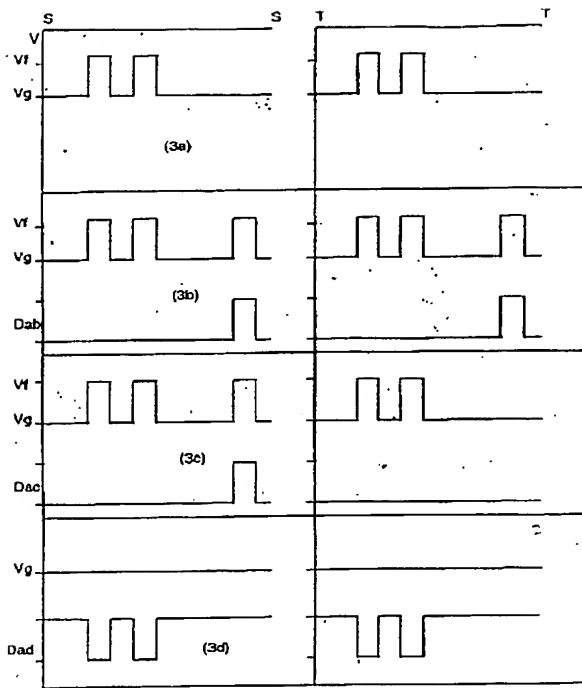 S S T T
V
Vf
Vg
(3a)
Vf
Vg
(3b)
Dab
Vf
Vg
(3c)
Dac
Vg
Dad (3d)